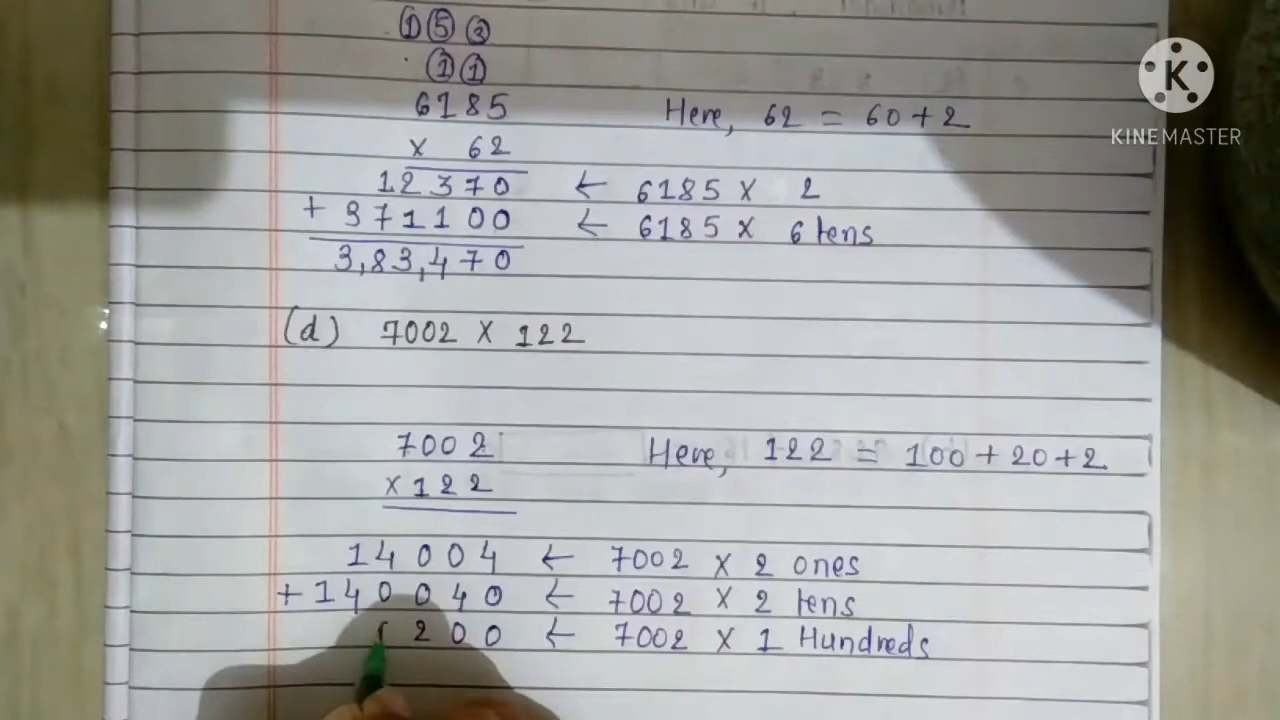 1 5 3
1 1
6185 Here, 62 = 60 + 2
x 62
12370 ← 6185 x 2
+ 371100 ← 6185 x 6 tens
3,83,470
(d) 7002 x 122
7002 Here, 122 = 100 + 20 + 2
x 122
14004 ← 7002 x 2 ones
+ 140040 ← 7002 x 2 tens
200 ← 7002 x 1 Hundreds
K
KINEMASTER